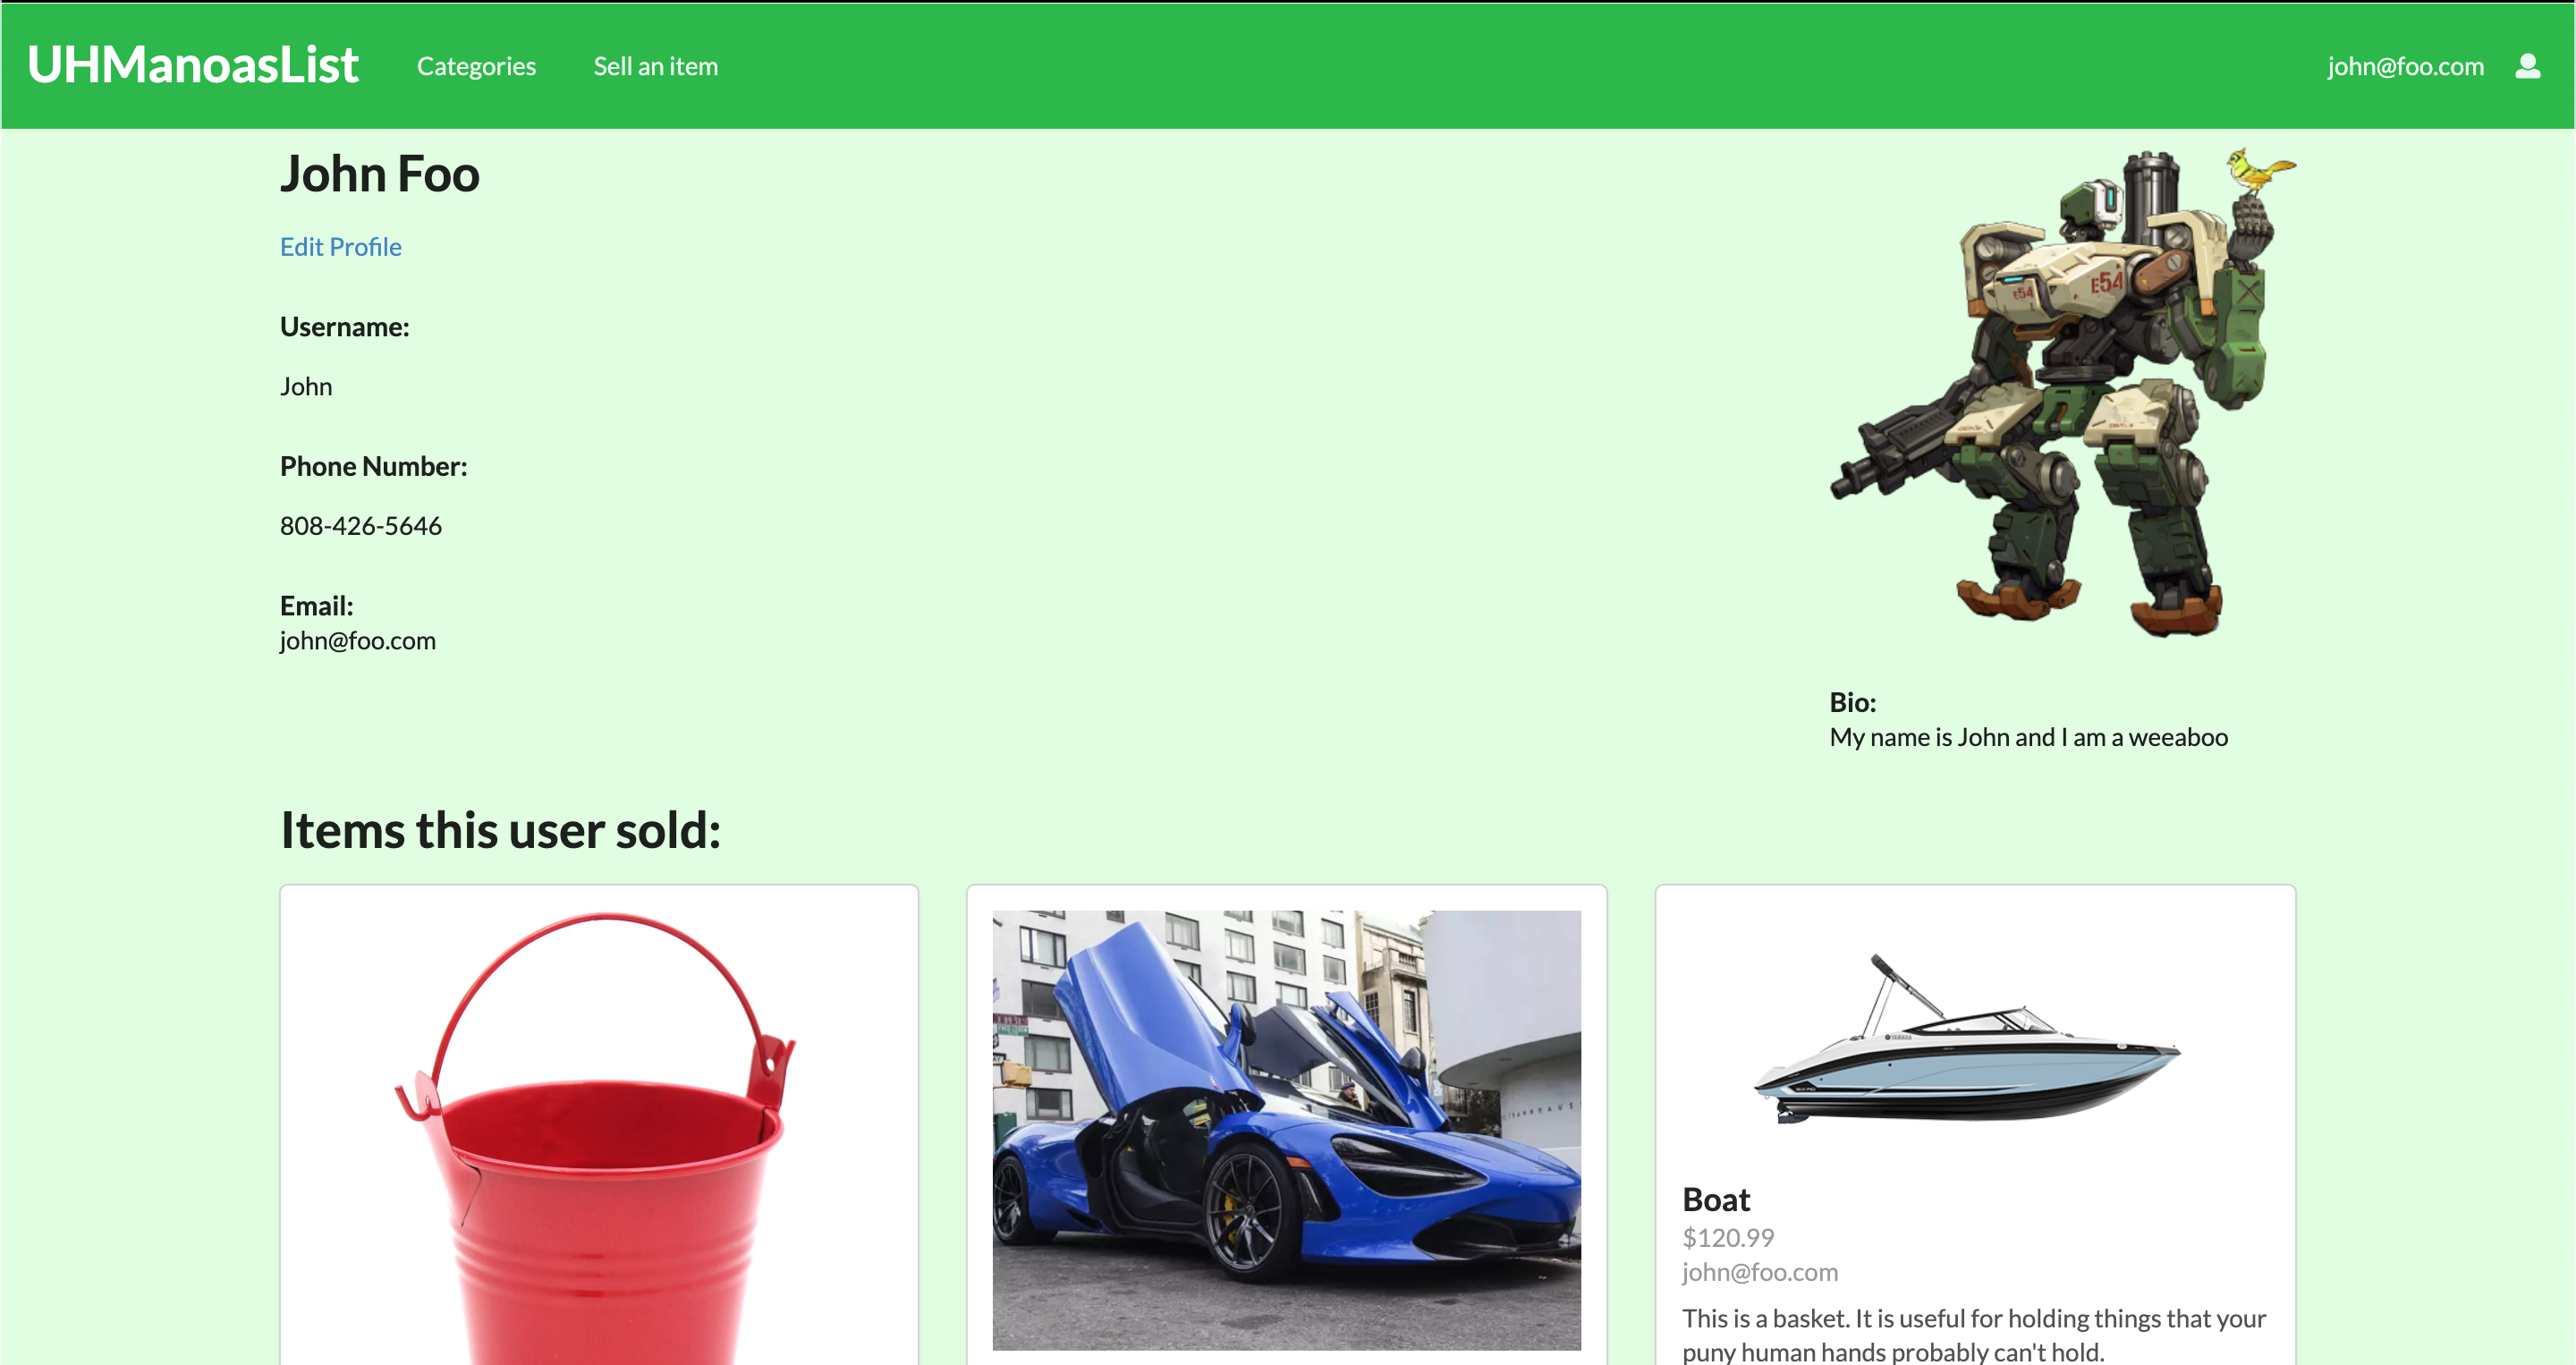 UHManoasList Categories Sell an item john@foo.com
John Foo
Edit Profile
Username:
John
Phone Number:
808-426-5646
Email:
john@foo.com
E54
E54
Bio:
My name is John and I am a weeaboo
Items this user sold:
YAMAHA
Boat
$120.99
john@foo.com
This is a basket. It is useful for holding things that your
puny human hands probably can't hold.